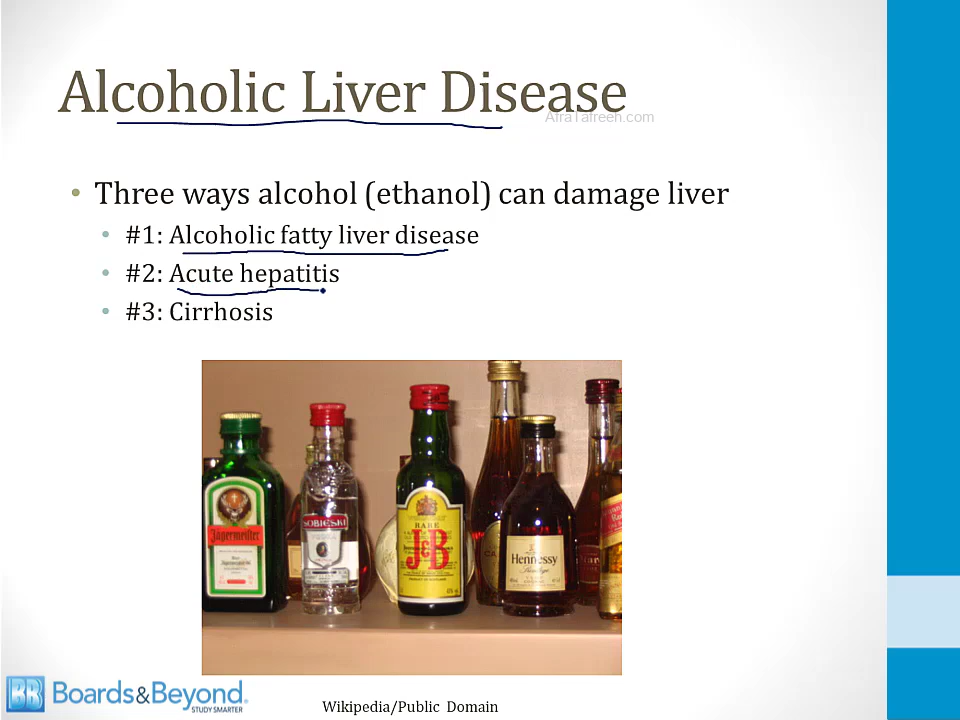 Alcoholic Liver Disease
AfraTafreeh.com
• Three ways alcohol (ethanol) can damage liver
• #1: Alcoholic fatty liver disease
• #2: Acute hepatitis
• #3: Cirrhosis
Jägermeister
SOBIESKI
RARE
J&B
Hennessy
BB Boards&Beyond.
STUDY SMARTER
Wikipedia/Public Domain